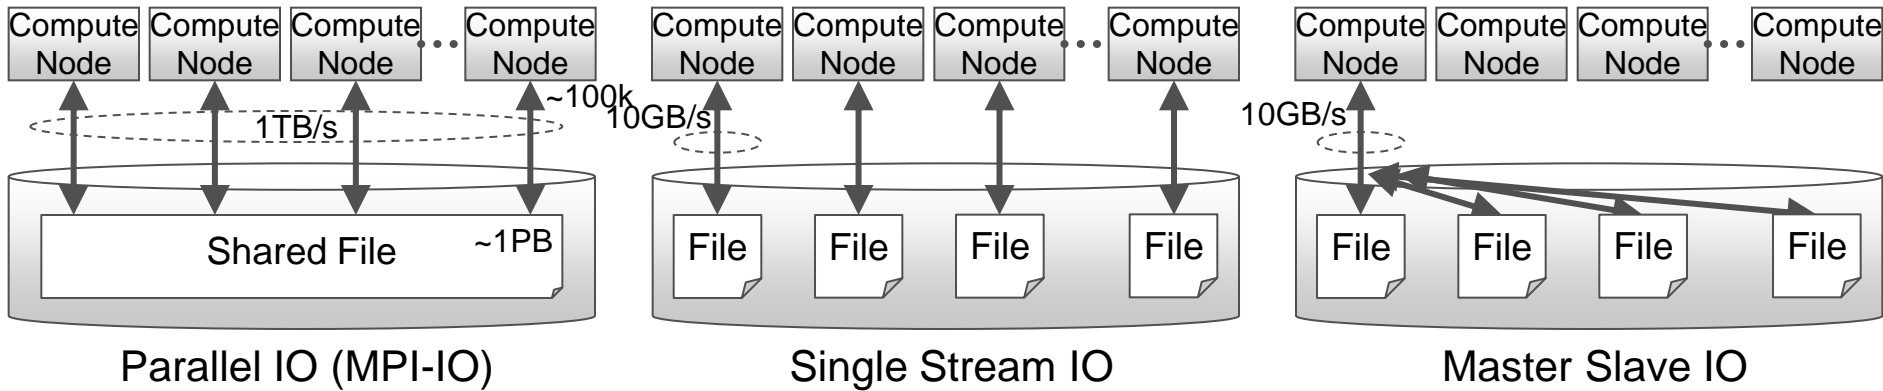 Compute
Node
Compute
Node
Compute
Node
Compute
Node
~100k
1TB/s
Shared File
~1PB
Parallel IO (MPI-IO)
Compute
Node
Compute
Node
Compute
Node
Compute
Node
10GB/s
File
File
File
File
Single Stream IO
Compute
Node
Compute
Node
Compute
Node
Compute
Node
10GB/s
File
File
File
File
Master Slave IO